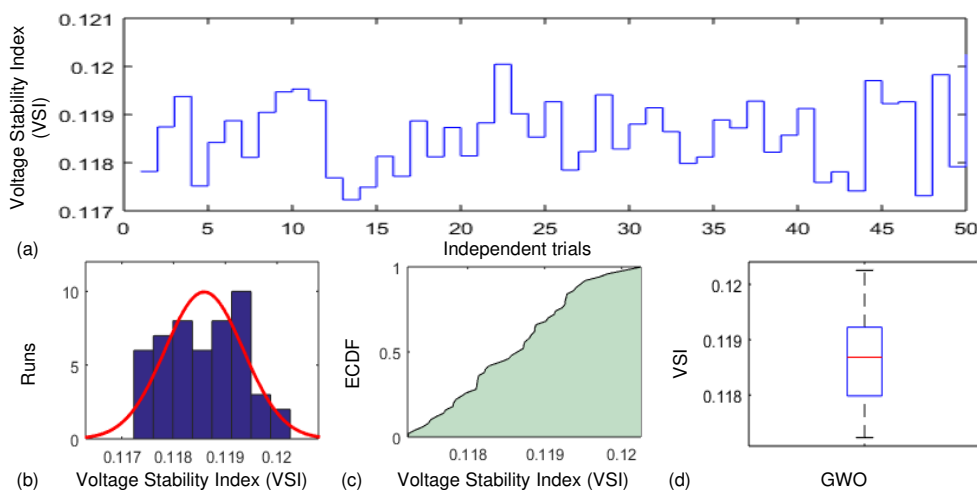 0.121
0.12
0.119
0.118
0.117
Voltage Stability Index
(VSI)
0 5 10 15 20 25 30 35 40 45 50
(a) Independent trials
10
5
0
Runs
0.117 0.118 0.119 0.12
(b) Voltage Stability Index (VSI)
1
0.5
0
ECDF
0.118 0.119 0.12
(c) Voltage Stability Index (VSI)
0.12
0.119
0.118
VSI
(d) GWO